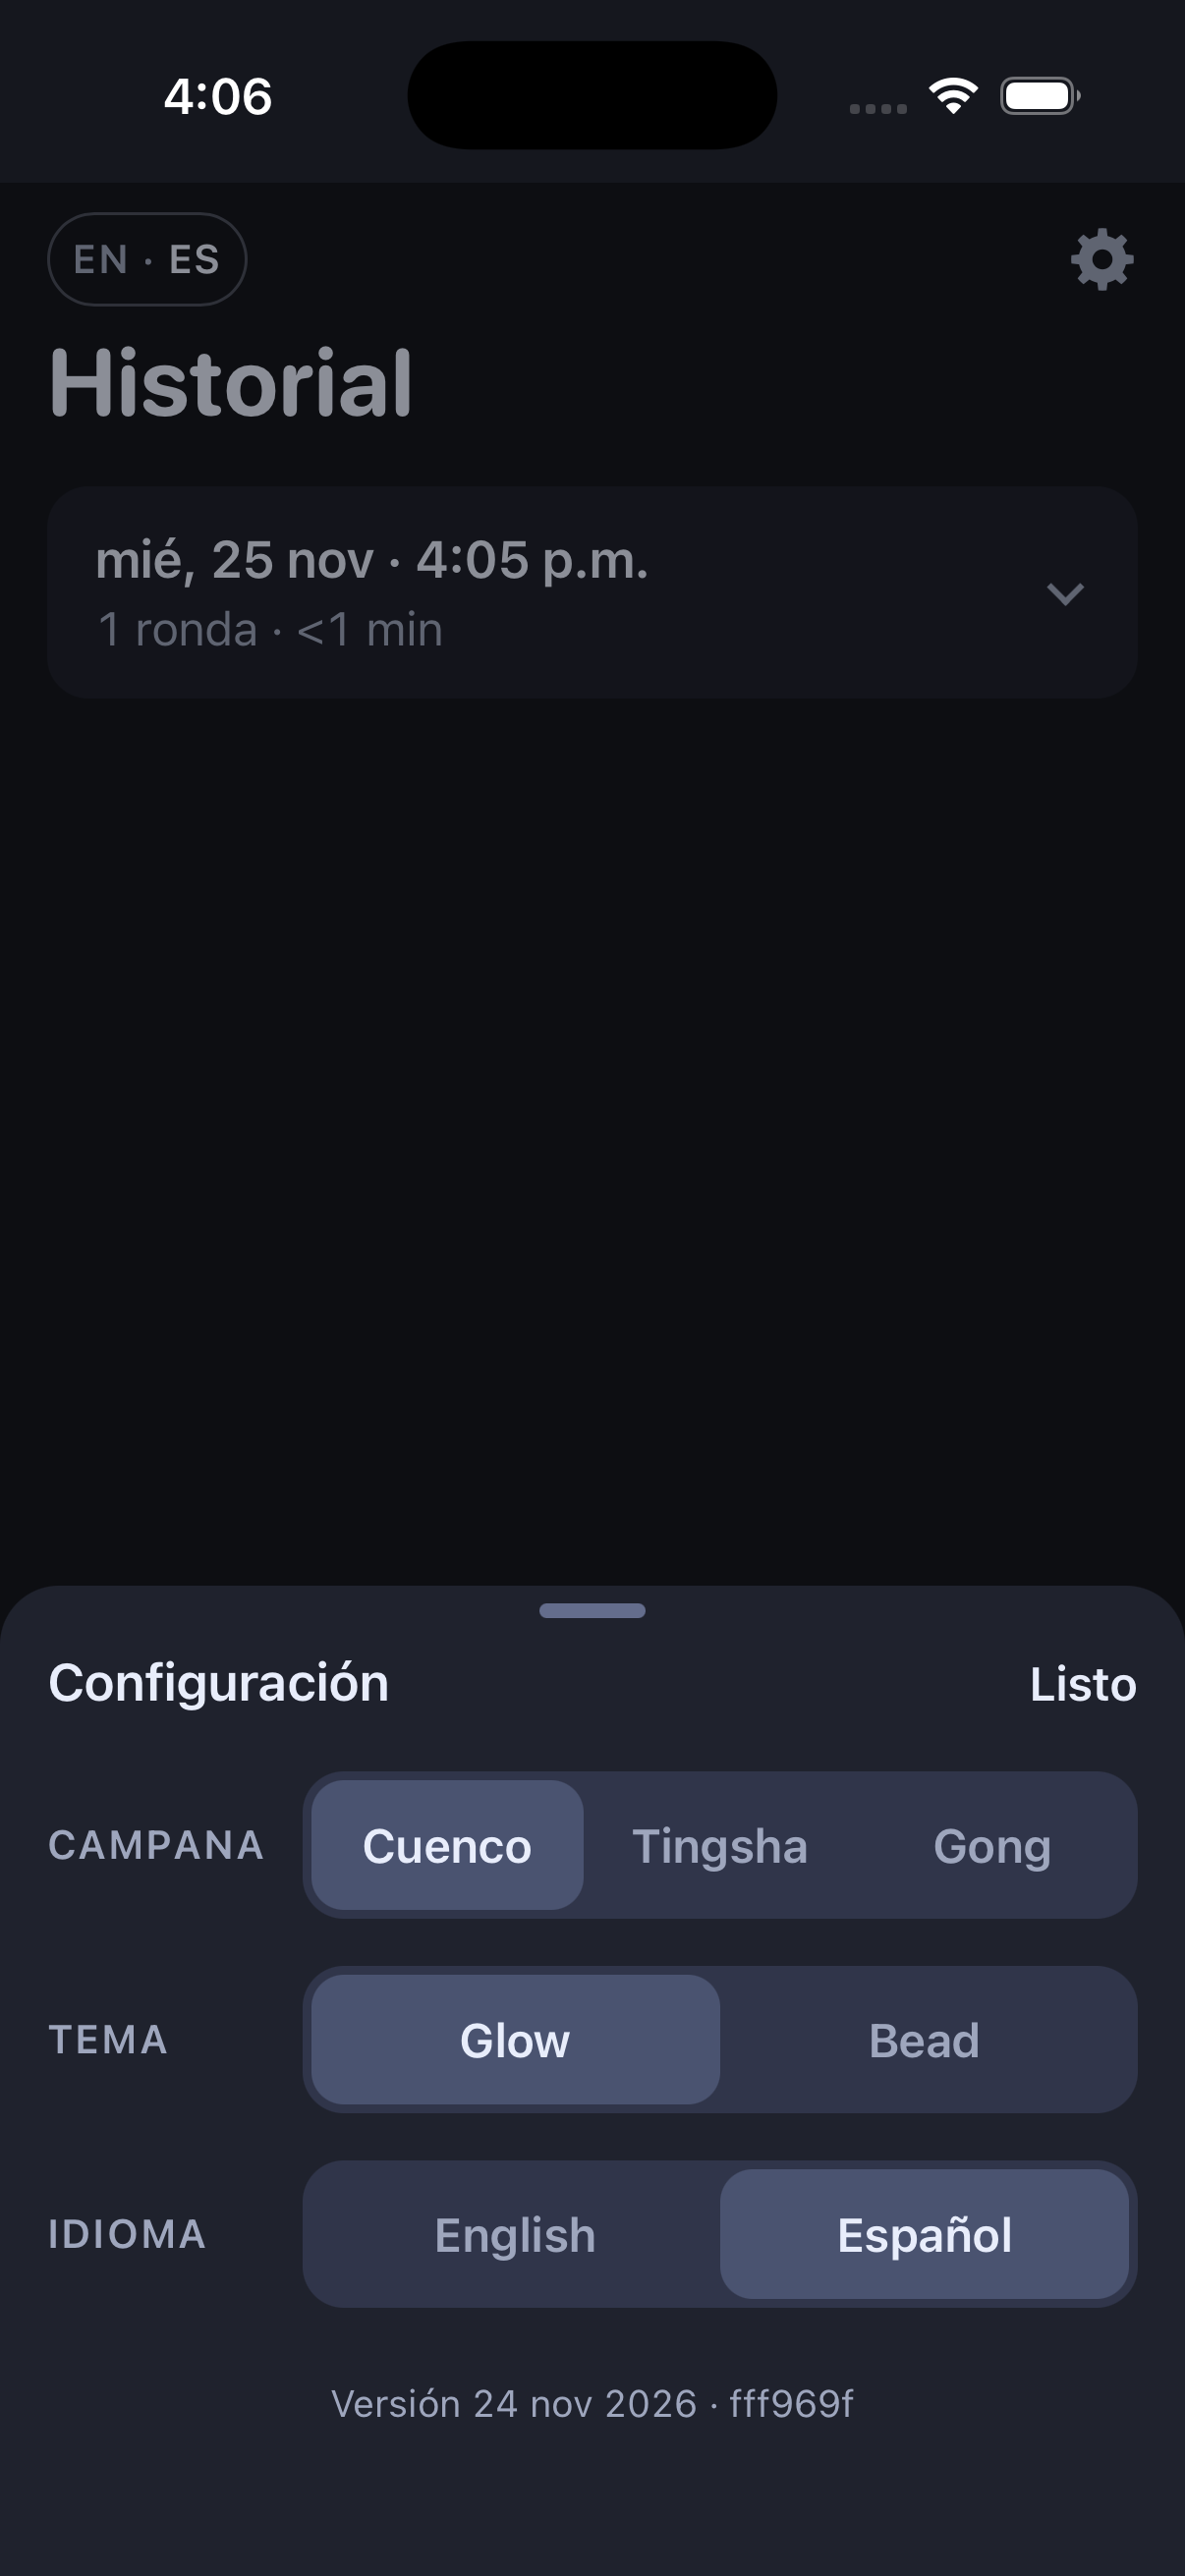 4:06
EN · ES
Historial
mié, 25 nov · 4:05 p.m.
1 ronda · <1 min
Configuración
Listo
CAMPANA
Cuenco
Tingsha
Gong
TEMA
Glow
Bead
IDIOMA
English
Español
Versión 24 nov 2026 · fff969f